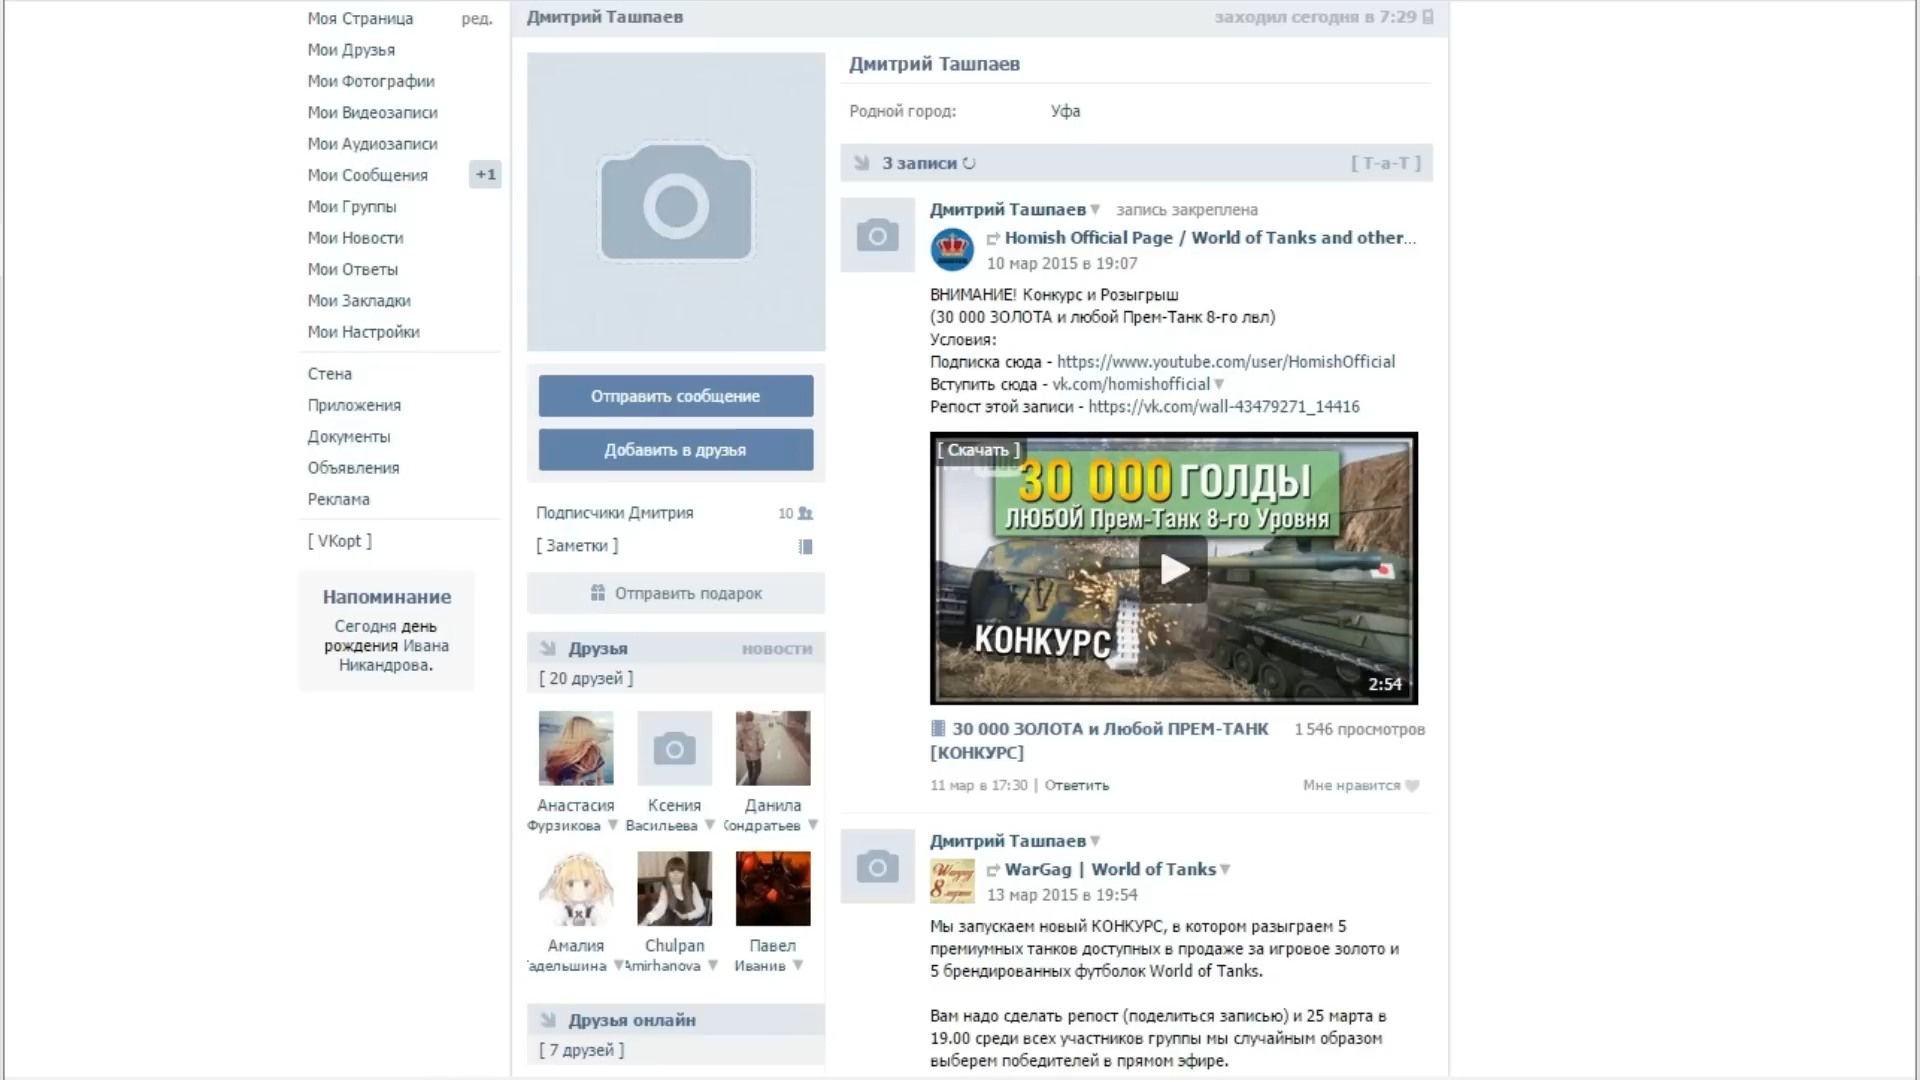 Моя Страница ред.
Мои Друзья
Мои Фотографии
Мои Видеозаписи
Мои Аудиозаписи
Мои Сообщения +1
Мои Группы
Мои Новости
Мои Ответы
Мои Закладки
Мои Настройки
Стена
Приложения
Документы
Объявления
Реклама
[ VKopt ]
Напоминание
Сегодня день
рождения Ивана
Никандрова.
Дмитрий Ташпаев заходил сегодня в 7:29
Отправить сообщение
Добавить в друзья
Подписчики Дмитрия 10
[ Заметки ]
Отправить подарок
Друзья новости
[ 20 друзей ]
Анастасия Ксения Данила
Фурзикова Васильева Кондратьев
Амалия Chulpan Павел
адельшина Amirhanova Иванив
Друзья онлайн
[ 7 друзей ]
Дмитрий Ташпаев
Родной город: Уфа
3 записи [ Т-а-Т ]
Дмитрий Ташпаев запись закреплена
Homish Official Page / World of Tanks and other...
10 мар 2015 в 19:07
ВНИМАНИЕ! Конкурс и Розыгрыш
(30 000 ЗОЛОТА и любой Прем-Танк 8-го лвл)
Условия:
Подписка сюда - https://www.youtube.com/user/HomishOfficial
Вступить сюда - vk.com/homishofficial
Репост этой записи - https://vk.com/wall-43479271_14416
[ Скачать ]
30 000 ГОЛДЫ
ЛЮБОЙ Прем-Танк 8-го Уровня
КОНКУРС
2:54
30 000 ЗОЛОТА и Любой ПРЕМ-ТАНК 1 546 просмотров
[КОНКУРС]
11 мар в 17:30 | Ответить Мне нравится
Дмитрий Ташпаев
WarGag | World of Tanks
13 мар 2015 в 19:54
Мы запускаем новый КОНКУРС, в котором разыграем 5
премиумных танков доступных в продаже за игровое золото и
5 брендированных футболок World of Tanks.
Вам надо сделать репост (поделиться записью) и 25 марта в
19.00 среди всех участников группы мы случайным образом
выберем победителей в прямом эфире.